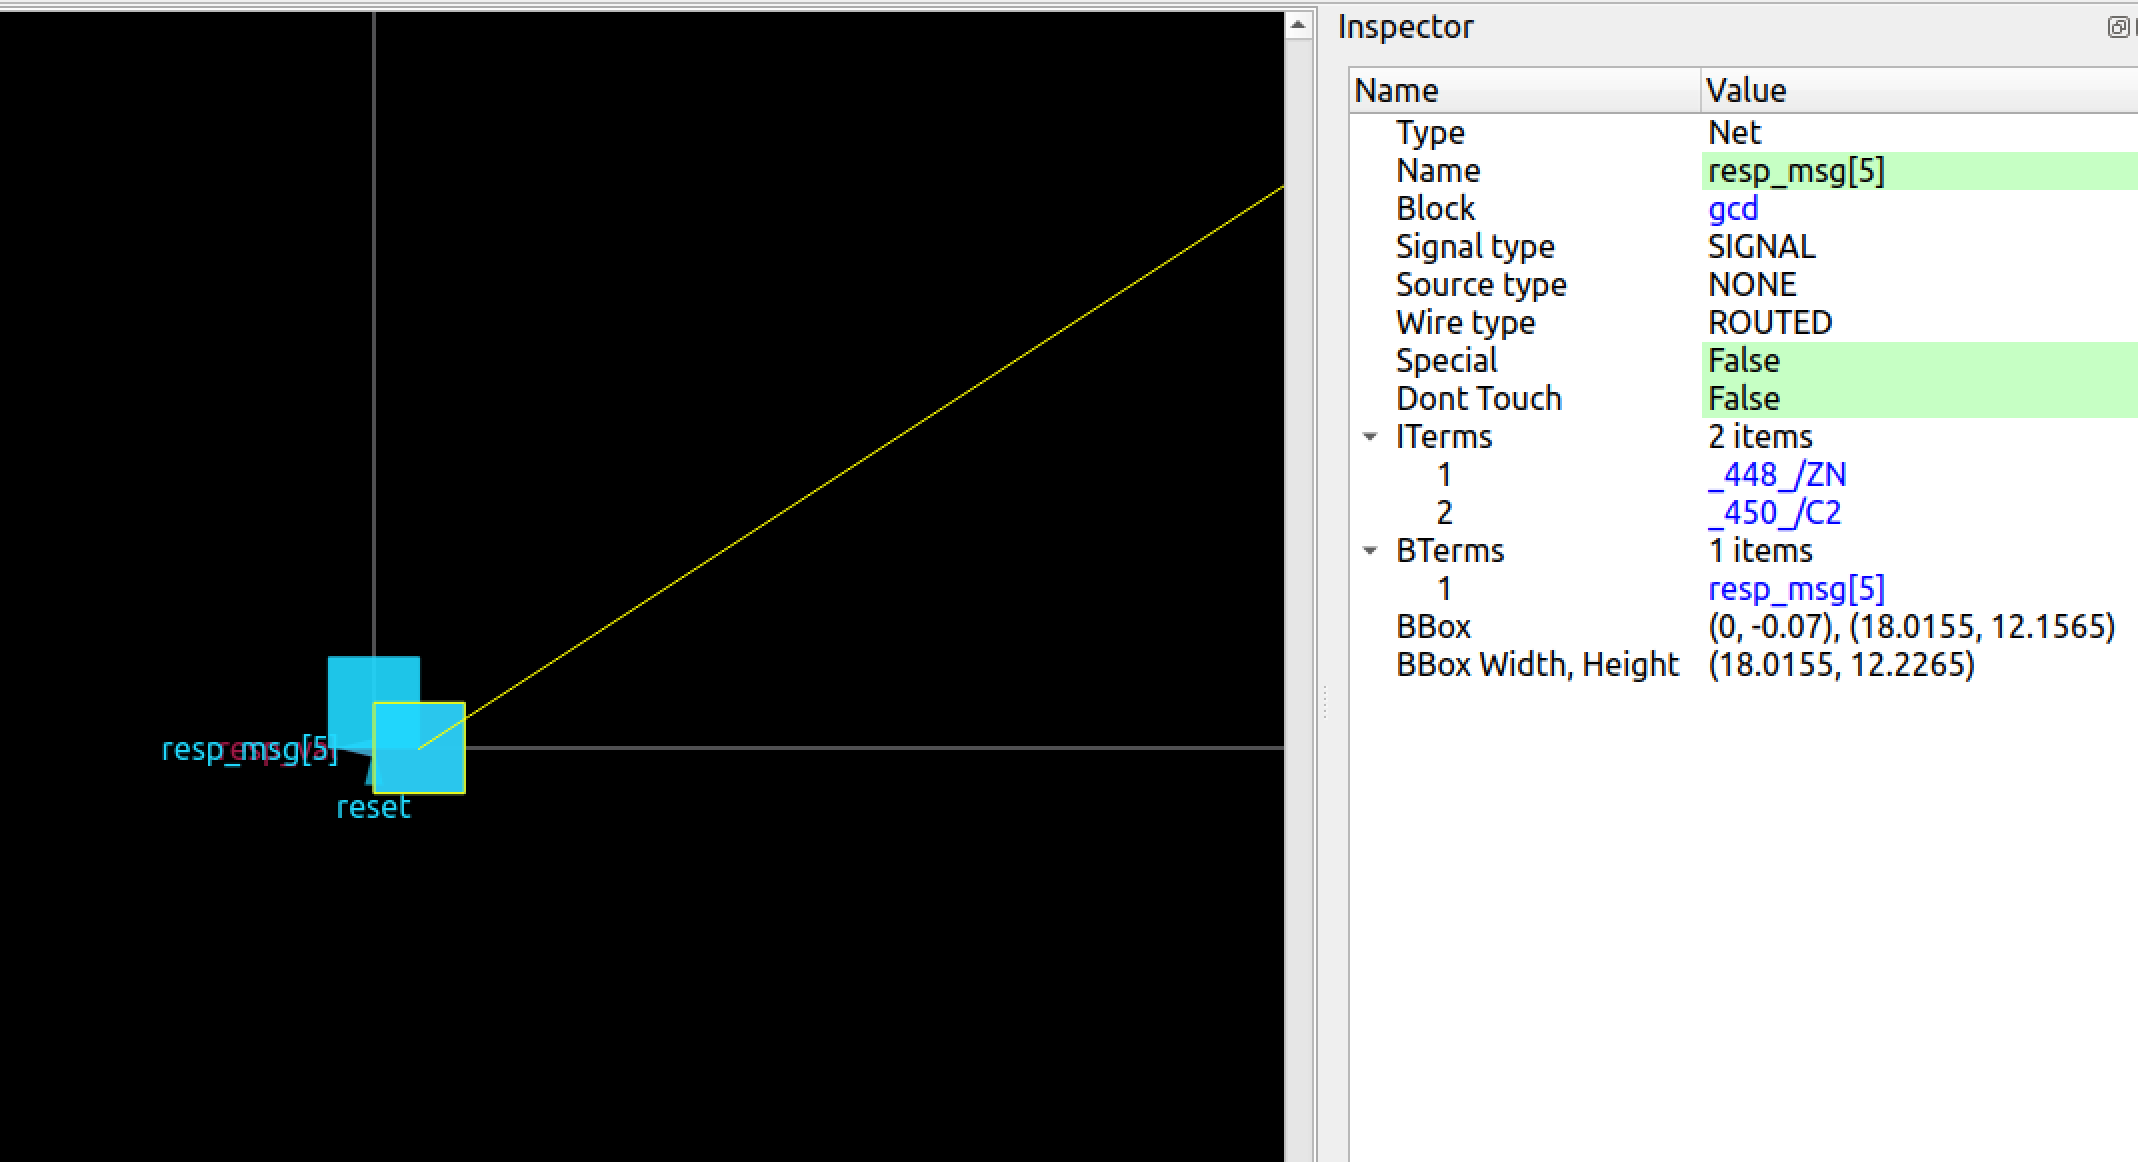 Inspector
Name Value
Type Net
Name resp_msg[5]
Block gcd
Signal type SIGNAL
Source type NONE
Wire type ROUTED
Special False
Dont Touch False
ITerms 2 items
1 _448_/ZN
2 _450_/C2
BTerms 1 items
1 resp_msg[5]
BBox (0, -0.07), (18.0155, 12.1565)
BBox Width, Height (18.0155, 12.2265)
resp_msg[5]
reset